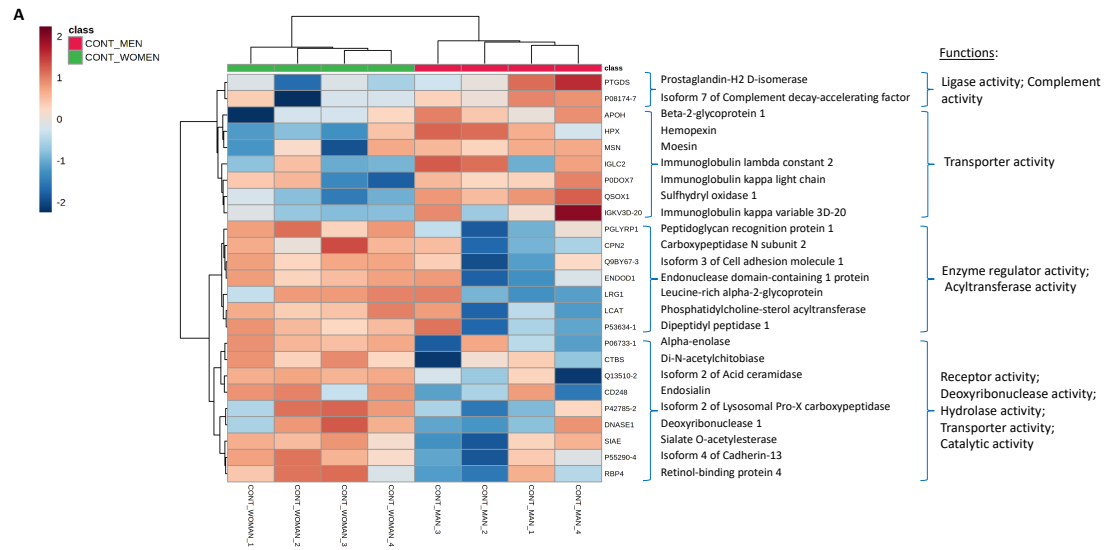 A
class
CONT_MEN
CONT_WOMEN
2
1
0
-1
-2
class
PTGDS
P08174-7
APOH
HPX
MSN
IGLC2
P0DOX7
QSOX1
IGKV3D-20
PGLYRP1
CPN2
Q9BY67-3
ENDOD1
LRG1
LCAT
P53634-1
P06733-1
CTBS
Q13510-2
CD248
P42785-2
DNASE1
SIAE
P55290-4
RBP4
CONT_WOMAN_1
CONT_WOMAN_2
CONT_WOMAN_3
CONT_WOMAN_4
CONT_MAN_3
CONT_MAN_2
CONT_MAN_1
CONT_MAN_4
Prostaglandin-H2 D-isomerase
Isoform 7 of Complement decay-accelerating factor
Beta-2-glycoprotein 1
Hemopexin
Moesin
Immunoglobulin lambda constant 2
Immunoglobulin kappa light chain
Sulfhydryl oxidase 1
Immunoglobulin kappa variable 3D-20
Peptidoglycan recognition protein 1
Carboxypeptidase N subunit 2
Isoform 3 of Cell adhesion molecule 1
Endonuclease domain-containing 1 protein
Leucine-rich alpha-2-glycoprotein
Phosphatidylcholine-sterol acyltransferase
Dipeptidyl peptidase 1
Alpha-enolase
Di-N-acetylchitobiase
Isoform 2 of Acid ceramidase
Endosialin
Isoform 2 of Lysosomal Pro-X carboxypeptidase
Deoxyribonuclease 1
Sialate O-acetylesterase
Isoform 4 of Cadherin-13
Retinol-binding protein 4
Functions:
Ligase activity; Complement
activity
Transporter activity
Enzyme regulator activity;
Acyltransferase activity
Receptor activity;
Deoxyribonuclease activity;
Hydrolase activity;
Transporter activity;
Catalytic activity